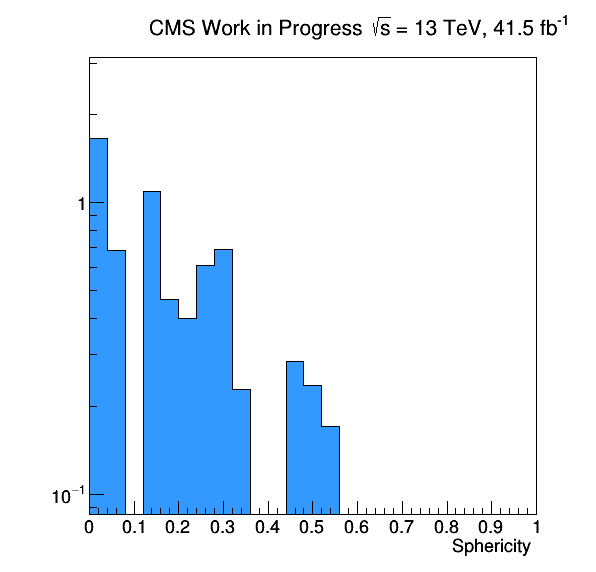 CMS Work in Progress √s = 13 TeV, 41.5 fb⁻¹
1
10⁻¹
0 0.1 0.2 0.3 0.4 0.5 0.6 0.7 0.8 0.9 1
Sphericity